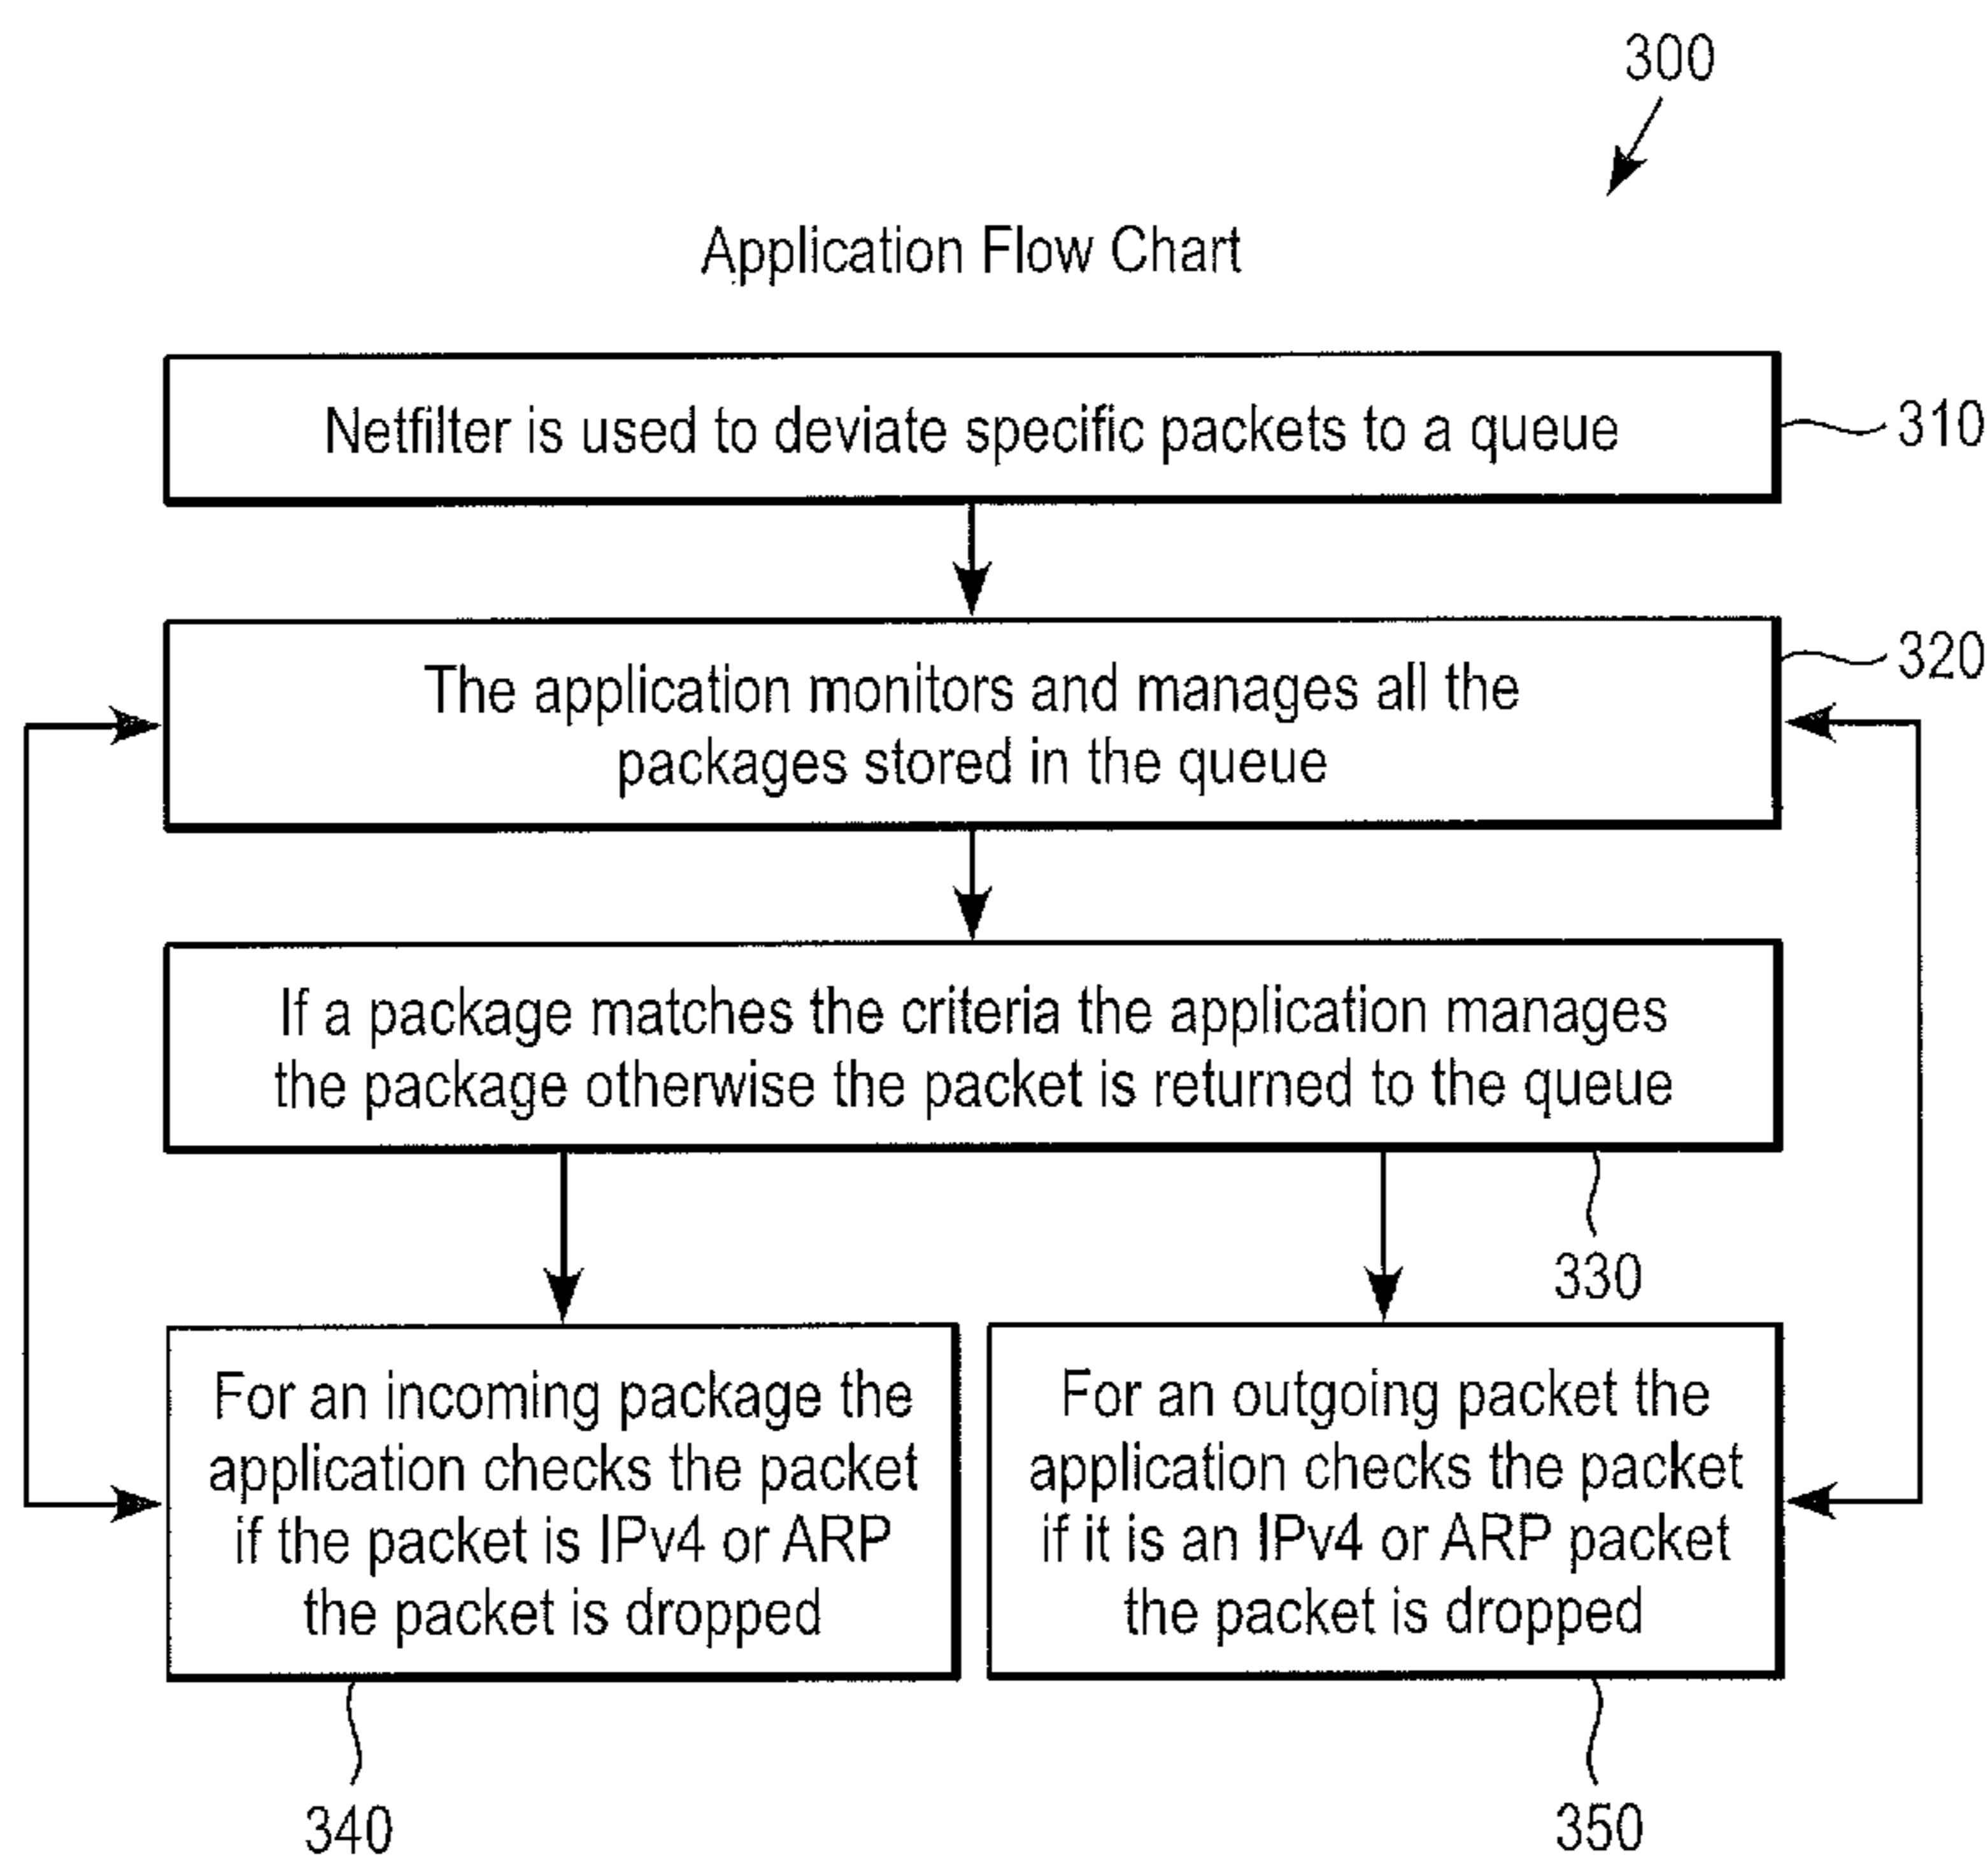 300
Application Flow Chart
Netfilter is used to deviate specific packets to a queue
310
The application monitors and manages all the
packages stored in the queue
320
If a package matches the criteria the application manages
the package otherwise the packet is returned to the queue
330
For an incoming package the
application checks the packet
if the packet is IPv4 or ARP
the packet is dropped
340
For an outgoing packet the
application checks the packet
if it is an IPv4 or ARP packet
the packet is dropped
350